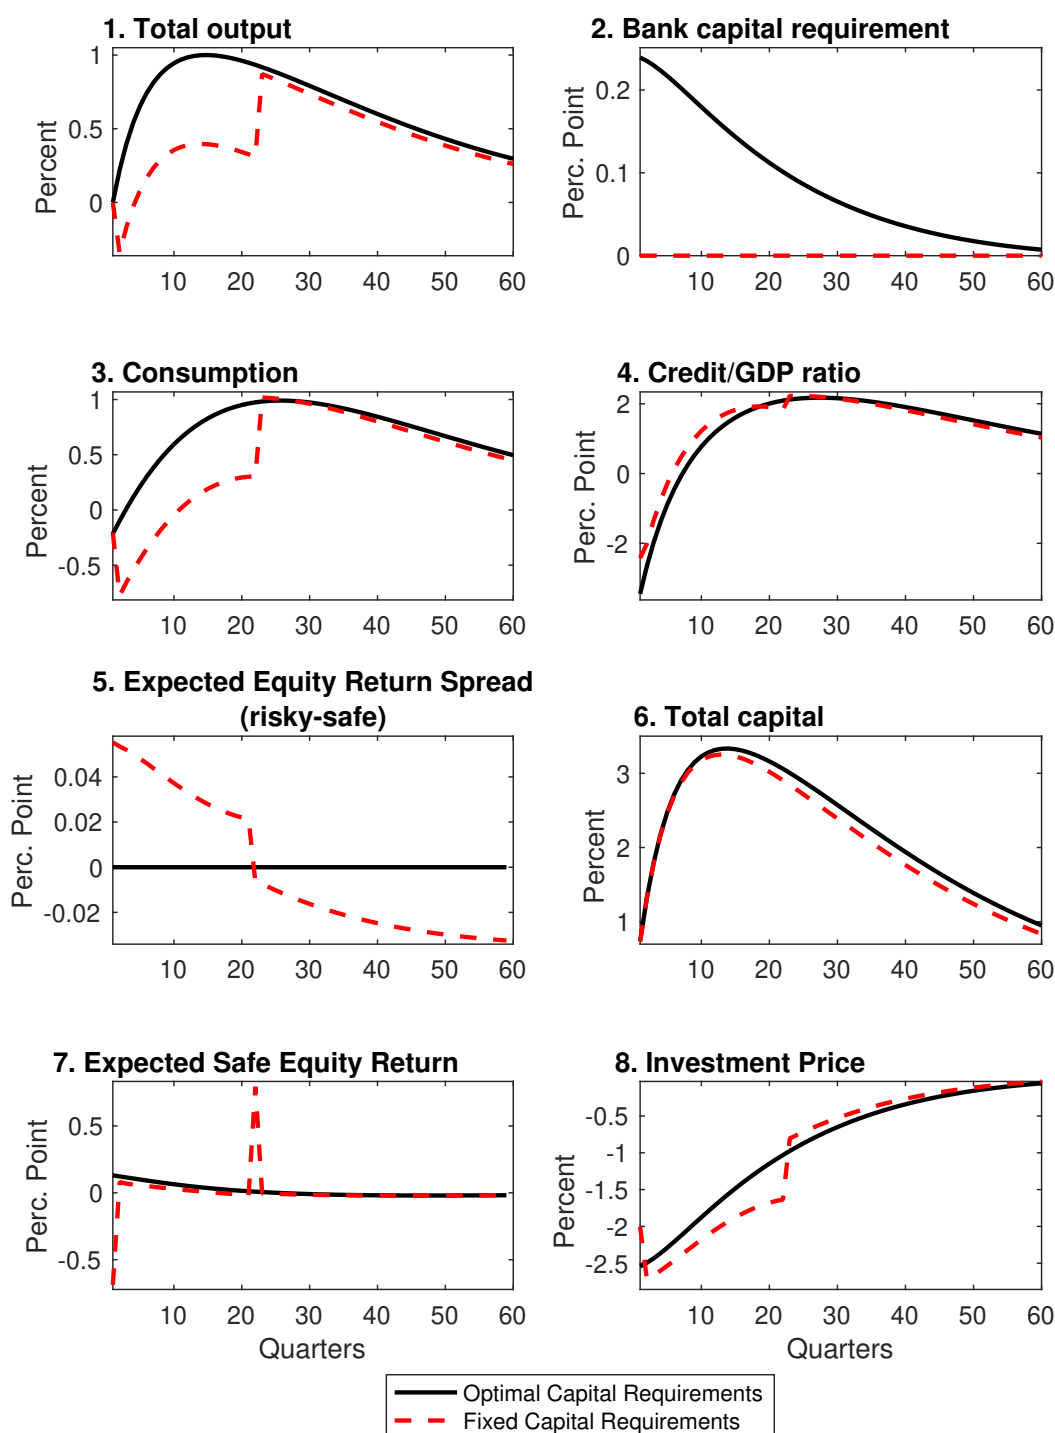 1. Total output
Percent
1
0.5
0
10 20 30 40 50 60
2. Bank capital requirement
Perc. Point
0.2
0.1
0
10 20 30 40 50 60
3. Consumption
Percent
1
0.5
0
-0.5
10 20 30 40 50 60
4. Credit/GDP ratio
Perc. Point
2
0
-2
10 20 30 40 50 60
5. Expected Equity Return Spread
(risky-safe)
Perc. Point
0.04
0.02
0
-0.02
10 20 30 40 50 60
6. Total capital
Percent
3
2
1
10 20 30 40 50 60
7. Expected Safe Equity Return
Perc. Point
0.5
0
-0.5
10 20 30 40 50 60
Quarters
8. Investment Price
Percent
-0.5
-1
-1.5
-2
-2.5
10 20 30 40 50 60
Quarters
Optimal Capital Requirements
Fixed Capital Requirements